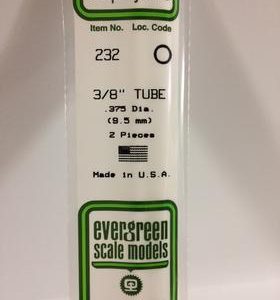 Item No. Loc. Code
232 O
3/8" TUBE
.375 Dia.
(9.5 mm)
2 Pieces
Made in U.S.A.
evergreen
scale models